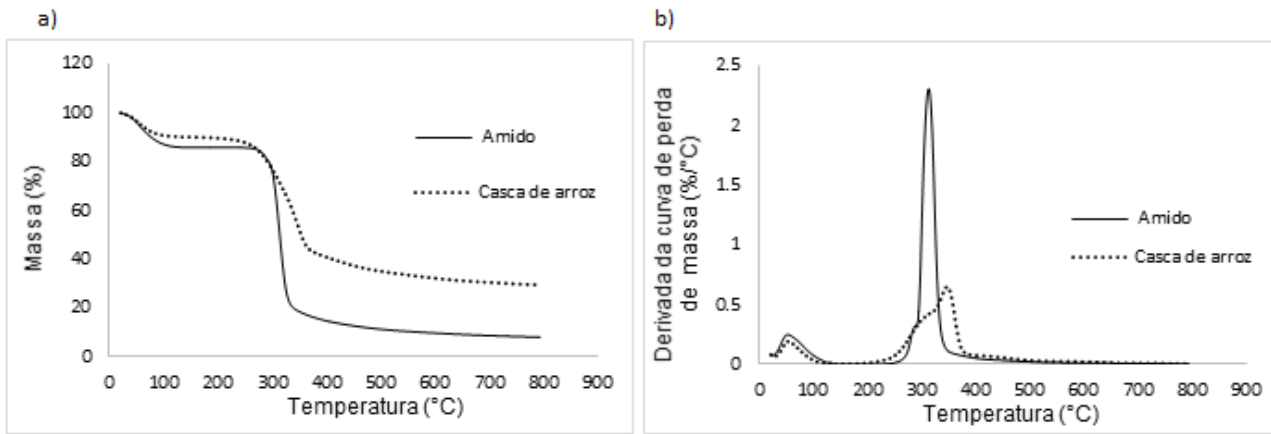 a)
120
100
80
60
40
20
0
Massa (%)
Amido
Casca de arroz
0 100 200 300 400 500 600 700 800 900
Temperatura (°C)
b)
2.5
2
1.5
1
0.5
0
Derivada da curva de perda
de massa (%/°C)
Amido
Casca de arroz
0 100 200 300 400 500 600 700 800 900
Temperatura (°C)